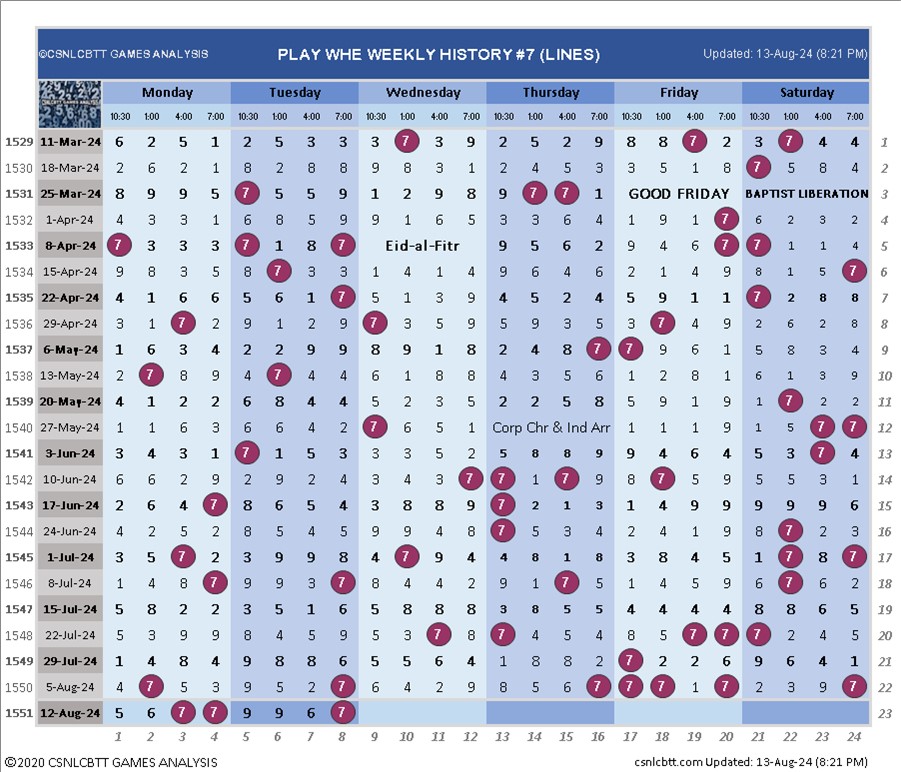 ©CSNLCBTT GAMES ANALYSIS PLAY WHE WEEKLY HISTORY #7 (LINES) Updated: 13-Aug-24 (8:21 PM)
Monday Tuesday Wednesday Thursday Friday Saturday
10:30 1:00 4:00 7:00 10:30 1:00 4:00 7:00 10:30 1:00 4:00 7:00 10:30 1:00 4:00 7:00 10:30 1:00 4:00 7:00 10:30 1:00 4:00 7:00
1529 11-Mar-24 6 2 5 1 2 5 3 3 3 7 3 9 2 5 2 9 8 8 7 2 3 7 4 4 1
1530 18-Mar-24 2 6 2 1 8 2 8 8 9 8 3 1 2 4 5 3 3 5 1 8 7 5 8 4 2
1531 25-Mar-24 8 9 9 5 7 5 5 9 1 2 9 8 9 7 7 1 GOOD FRIDAY BAPTIST LIBERATION 3
1532 1-Apr-24 4 3 3 1 6 8 5 9 9 1 6 5 3 3 6 4 1 9 1 7 6 2 3 2 4
1533 8-Apr-24 7 3 3 3 7 1 8 7 Eid-al-Fitr 9 5 6 2 9 4 6 7 7 1 1 4 5
1534 15-Apr-24 9 8 3 5 8 7 3 3 1 4 1 4 9 6 4 6 2 1 4 9 8 1 5 7 6
1535 22-Apr-24 4 1 6 6 5 6 1 7 5 1 3 9 4 5 2 4 5 9 1 1 7 2 8 8 7
1536 29-Apr-24 3 1 7 2 9 1 2 9 7 3 5 9 5 9 3 5 3 7 4 9 2 6 2 8 8
1537 6-May-24 1 6 3 4 2 2 9 9 8 9 1 8 2 4 8 7 7 9 6 1 5 8 3 4 9
1538 13-May-24 2 7 8 9 4 7 4 4 6 1 8 8 4 3 5 6 1 2 8 1 6 1 3 9 10
1539 20-May-24 4 1 2 2 6 8 4 4 5 2 3 5 2 2 5 8 5 9 1 9 1 7 2 2 11
1540 27-May-24 1 1 6 3 6 6 4 2 7 6 5 1 Corp Chr & Ind Arr 1 1 1 9 1 5 7 7 12
1541 3-Jun-24 3 4 3 1 7 1 5 3 3 3 5 2 5 8 8 9 9 4 6 4 5 3 7 4 13
1542 10-Jun-24 6 6 2 9 2 9 2 4 3 4 3 7 7 1 7 9 8 7 5 9 5 5 3 1 14
1543 17-Jun-24 2 6 4 7 8 6 5 4 3 8 8 9 7 2 1 3 1 4 9 9 9 9 9 6 15
1544 24-Jun-24 4 2 5 2 8 5 4 5 9 9 4 8 7 5 3 4 2 4 1 9 8 7 2 3 16
1545 1-Jul-24 3 5 7 2 3 9 9 8 4 7 9 4 4 8 1 8 3 8 4 5 1 7 8 7 17
1546 8-Jul-24 1 4 8 7 9 9 3 7 8 4 4 2 9 1 7 5 1 4 5 9 6 7 6 2 18
1547 15-Jul-24 5 8 2 2 3 5 1 6 5 8 8 8 3 8 5 5 4 4 4 4 8 8 6 5 19
1548 22-Jul-24 5 3 9 9 8 4 5 9 5 3 7 8 7 4 5 4 8 5 7 7 7 2 4 5 20
1549 29-Jul-24 1 4 8 4 9 8 8 6 5 5 6 4 1 8 8 2 7 2 2 6 9 6 4 1 21
1550 5-Aug-24 4 7 5 3 9 5 2 7 6 4 2 9 8 5 6 7 7 7 1 7 2 3 9 7 22
1551 12-Aug-24 5 6 7 7 9 9 6 7 23
1 2 3 4 5 6 7 8 9 10 11 12 13 14 15 16 17 18 19 20 21 22 23 24
©2020 CSNLCBTT GAMES ANALYSIS csnlcbtt.com Updated: 13-Aug-24 (8:21 PM)